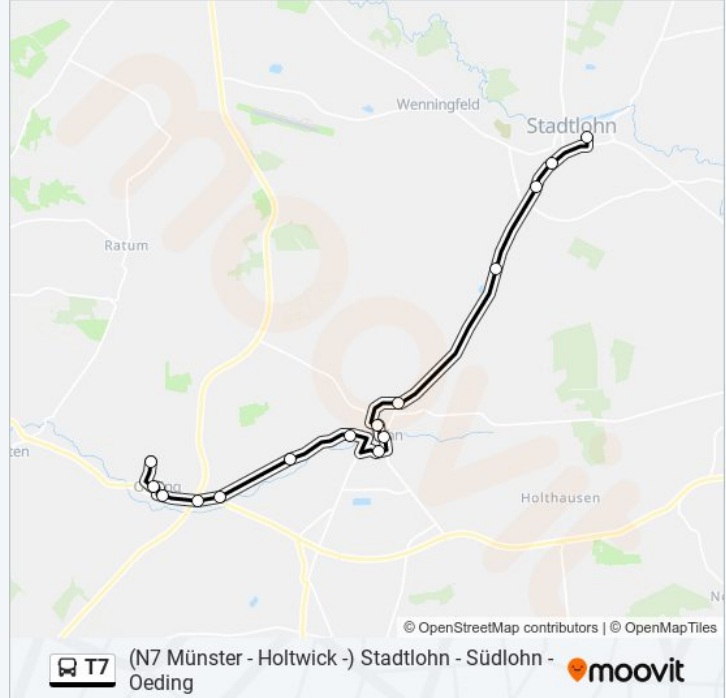 Wenningfeld
Stadtlohn
Ratum
Holthausen
© OpenStreetMap contributors | © OpenMapTiles
T7
(N7 Münster - Holtwick -) Stadtlohn - Südlohn -
Oeding
moovit